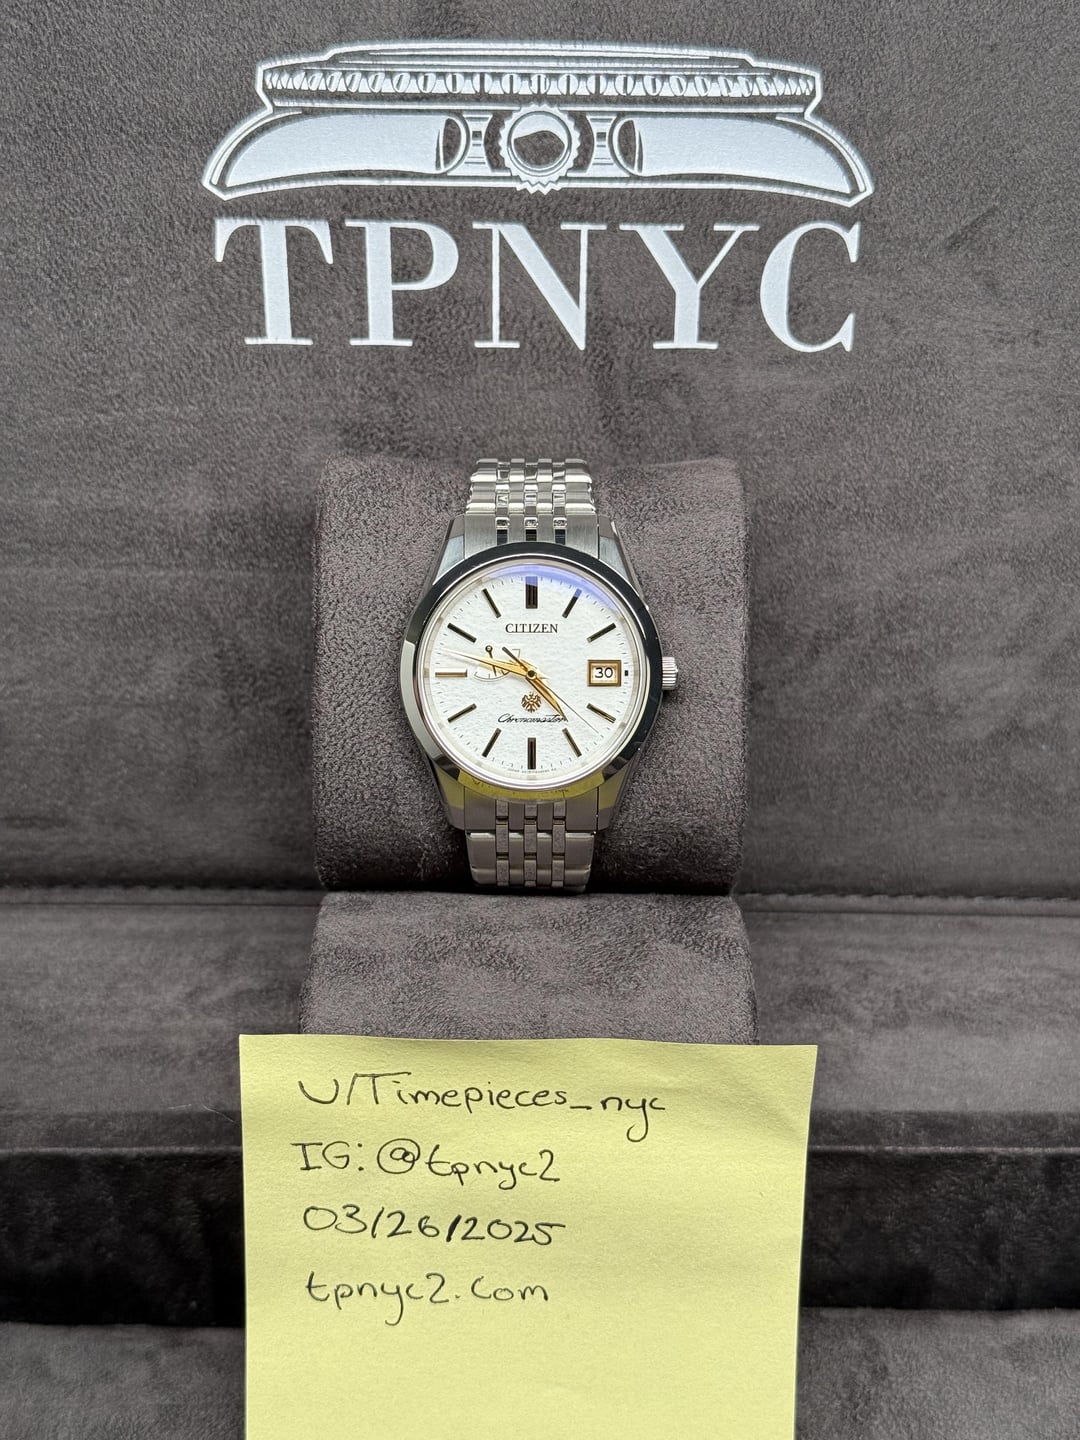 TPNYC
CITIZEN
30
Chronomaster
u/Timepieces_nyc
IG: @tpnyc2
03/26/2025
tpnyc2.com